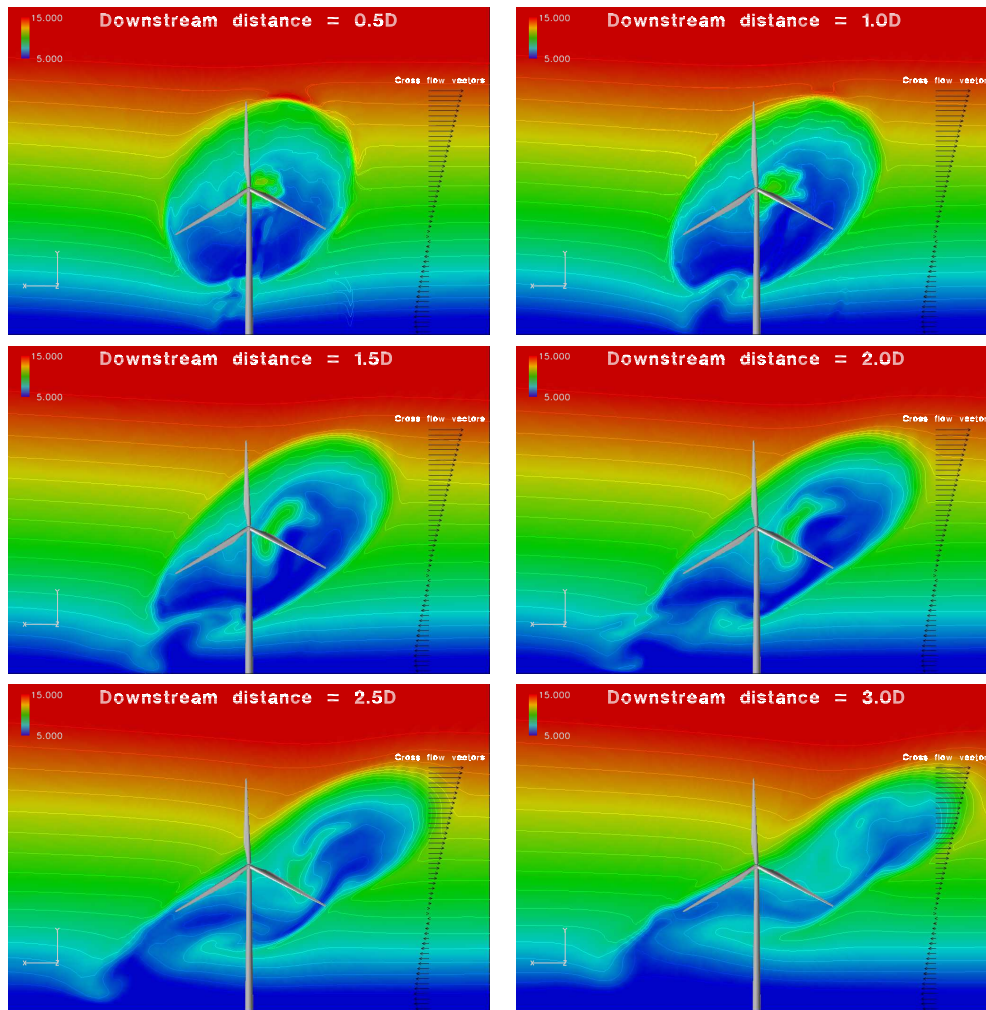 Downstream distance = 0.5D
15.000
5.000
Cross flow vectors
Y
X
Z
Downstream distance = 1.0D
15.000
5.000
Cross flow vectors
Y
X
Z
Downstream distance = 1.5D
15.000
5.000
Cross flow vectors
Y
X
Z
Downstream distance = 2.0D
15.000
5.000
Cross flow vectors
Y
X
Z
Downstream distance = 2.5D
15.000
5.000
Cross flow vectors
Y
X
Z
Downstream distance = 3.0D
15.000
5.000
Cross flow vectors
Y
X
Z